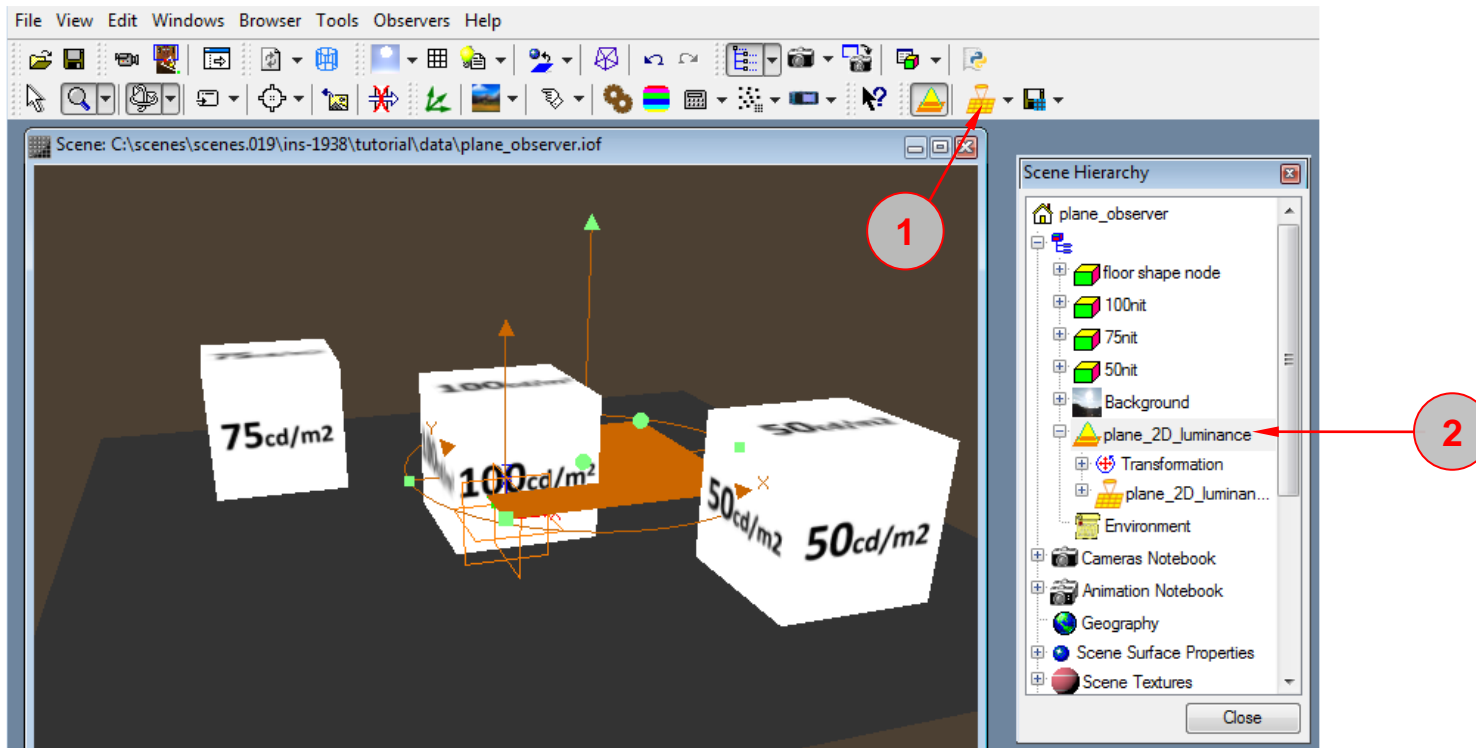 File View Edit Windows Browser Tools Observers Help
Scene: C:\scenes\scenes.019\ins-1938\tutorial\data\plane_observer.iof
1
75cd/m2
75cd/m2
100cd/m2
100cd/m²
50cd/m2
50cd/m2
50cd/m2
Y
X
Scene Hierarchy
plane_observer
floor shape node
100nit
75nit
50nit
Background
plane_2D_luminance
Transformation
plane_2D_luminan...
Environment
Cameras Notebook
Animation Notebook
Geography
Scene Surface Properties
Scene Textures
Close
2